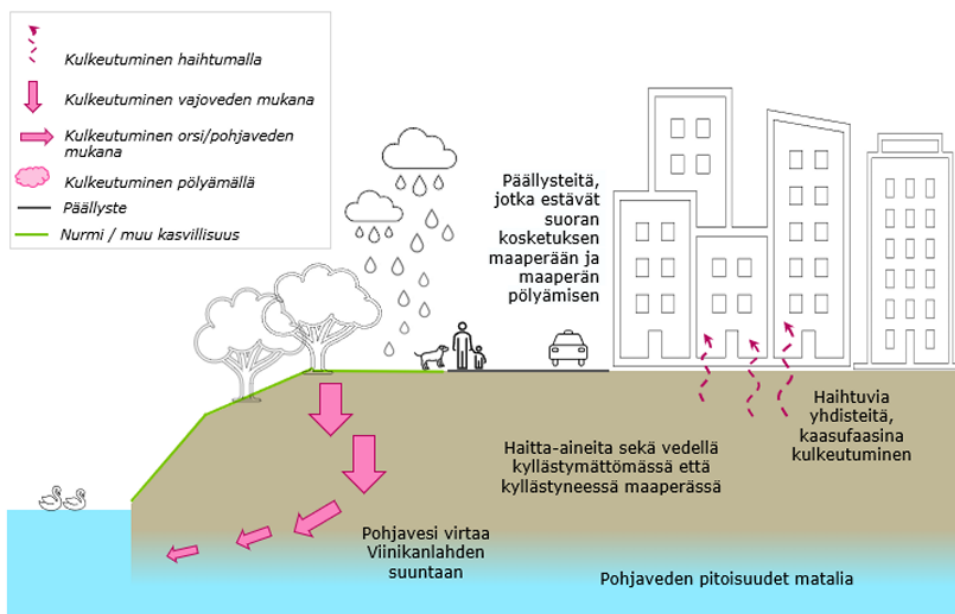 Kulkeutuminen haihtumalla
Kulkeutuminen vajoveden mukana
Kulkeutuminen orsi/pohjaveden
mukana
Kulkeutuminen pölyämällä
Päällyste
Nurmi / muu kasvillisuus
Päällysteitä,
jotka estävät
suoran
kosketuksen
maaperään ja
maaperän
pölyämisen
Haihtuvia
yhdisteitä,
kaasufaasina
kulkeutuminen
Haitta-aineita sekä vedellä
kyllästymättömässä että
kyllästyneessä maaperässä
Pohjavesi virtaa
Viinikanlahden
suuntaan
Pohjaveden pitoisuudet matalia